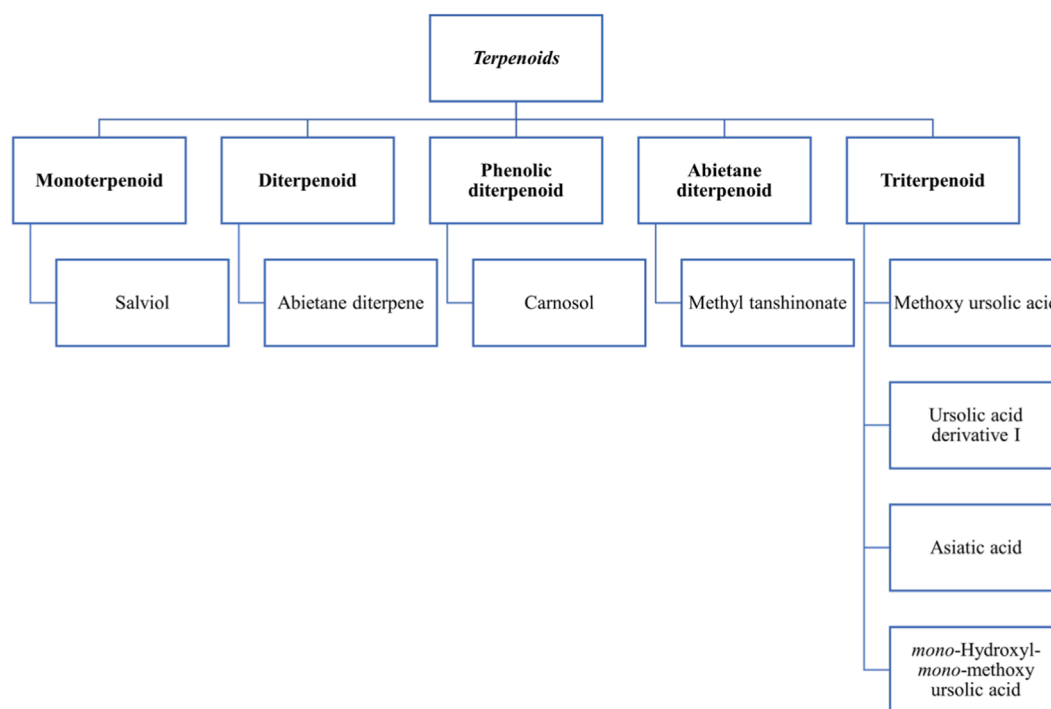 Terpenoids
Monoterpenoid
Diterpenoid
Phenolic
diterpenoid
Abietane
diterpenoid
Triterpenoid
Salviol
Abietane diterpene
Carnosol
Methyl tanshinonate
Methoxy ursolic acid
Ursolic acid
derivative I
Asiatic acid
mono-Hydroxyl-
mono-methoxy
ursolic acid